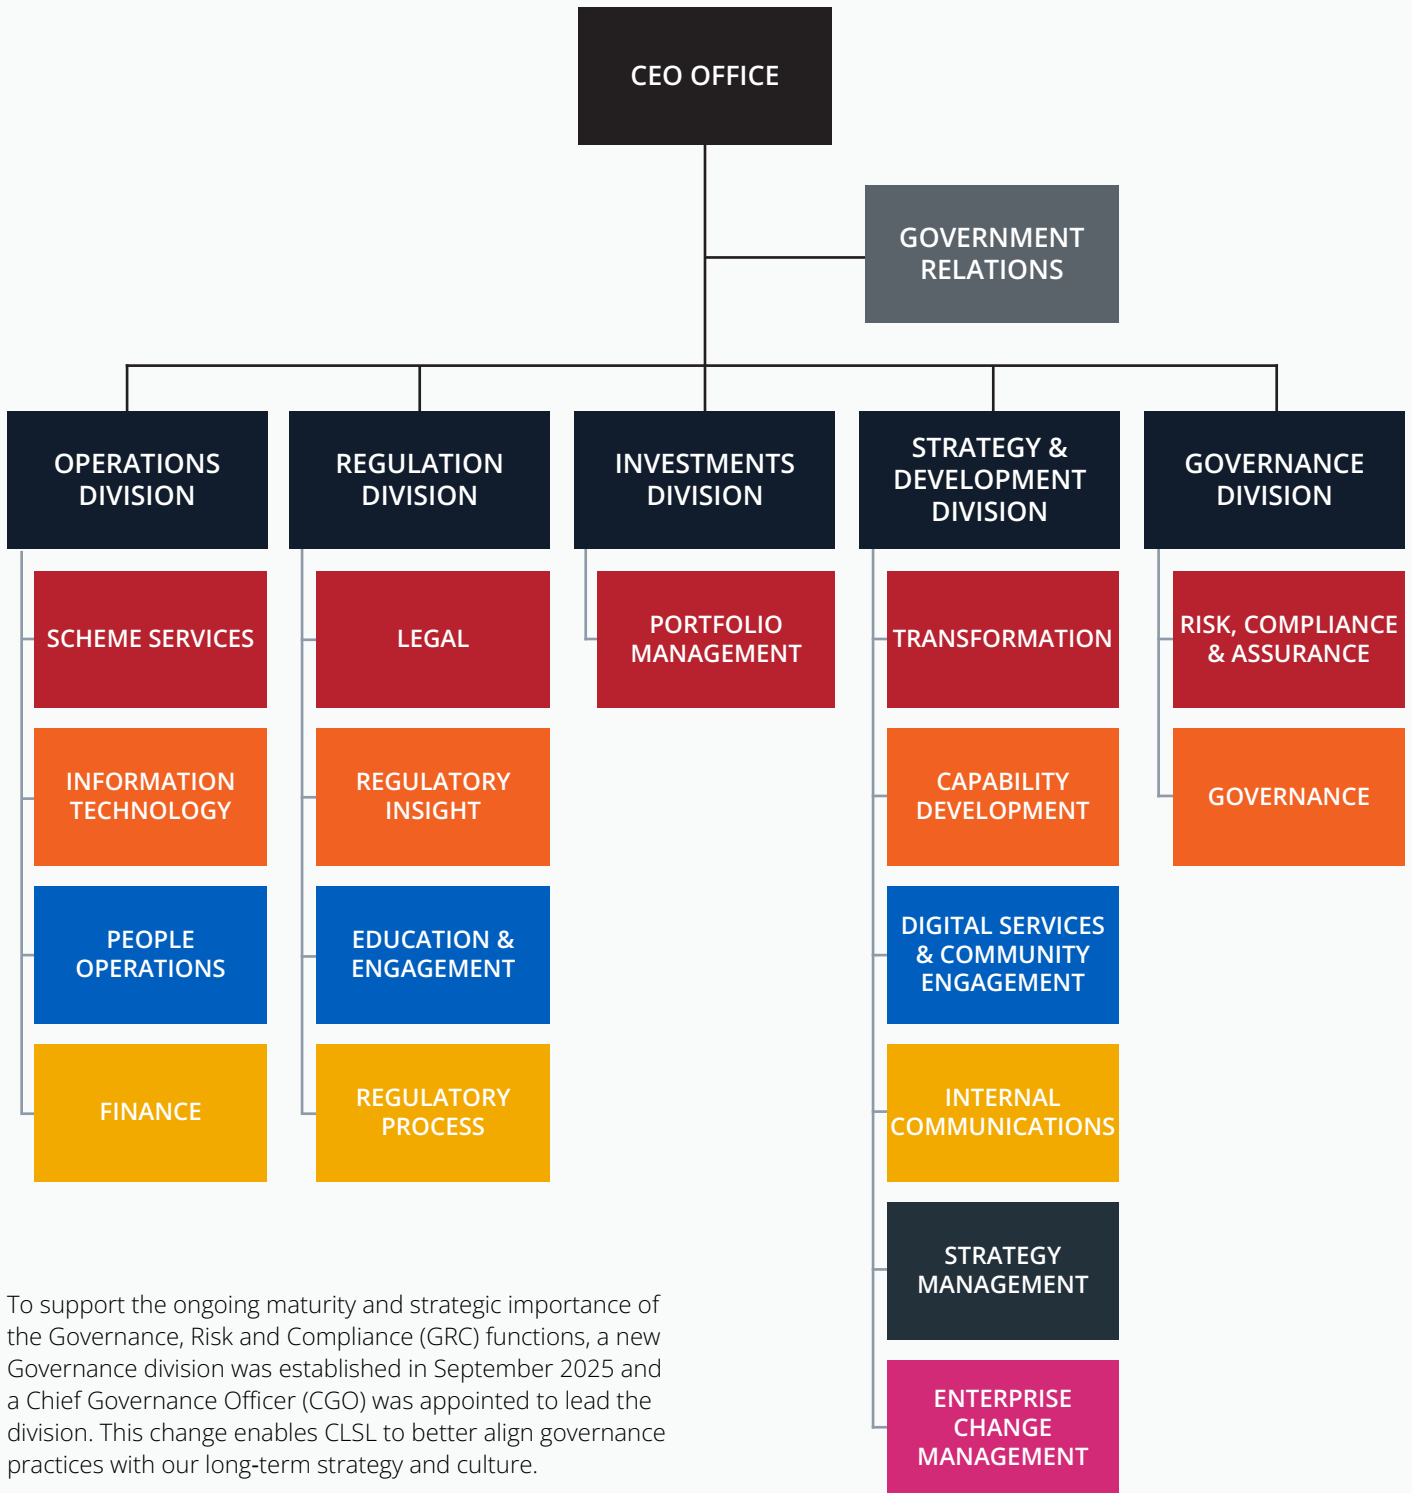 CEO OFFICE
GOVERNMENT
RELATIONS
OPERATIONS
DIVISION
REGULATION
DIVISION
INVESTMENTS
DIVISION
STRATEGY &
DEVELOPMENT
DIVISION
GOVERNANCE
DIVISION
SCHEME SERVICES
INFORMATION
TECHNOLOGY
PEOPLE
OPERATIONS
FINANCE
LEGAL
REGULATORY
INSIGHT
EDUCATION &
ENGAGEMENT
REGULATORY
PROCESS
PORTFOLIO
MANAGEMENT
TRANSFORMATION
CAPABILITY
DEVELOPMENT
DIGITAL SERVICES
& COMMUNITY
ENGAGEMENT
INTERNAL
COMMUNICATIONS
STRATEGY
MANAGEMENT
ENTERPRISE
CHANGE
MANAGEMENT
RISK, COMPLIANCE
& ASSURANCE
GOVERNANCE
To support the ongoing maturity and strategic importance of
the Governance, Risk and Compliance (GRC) functions, a new
Governance division was established in September 2025 and
a Chief Governance Officer (CGO) was appointed to lead the
division. This change enables CLSL to better align governance
practices with our long-term strategy and culture.